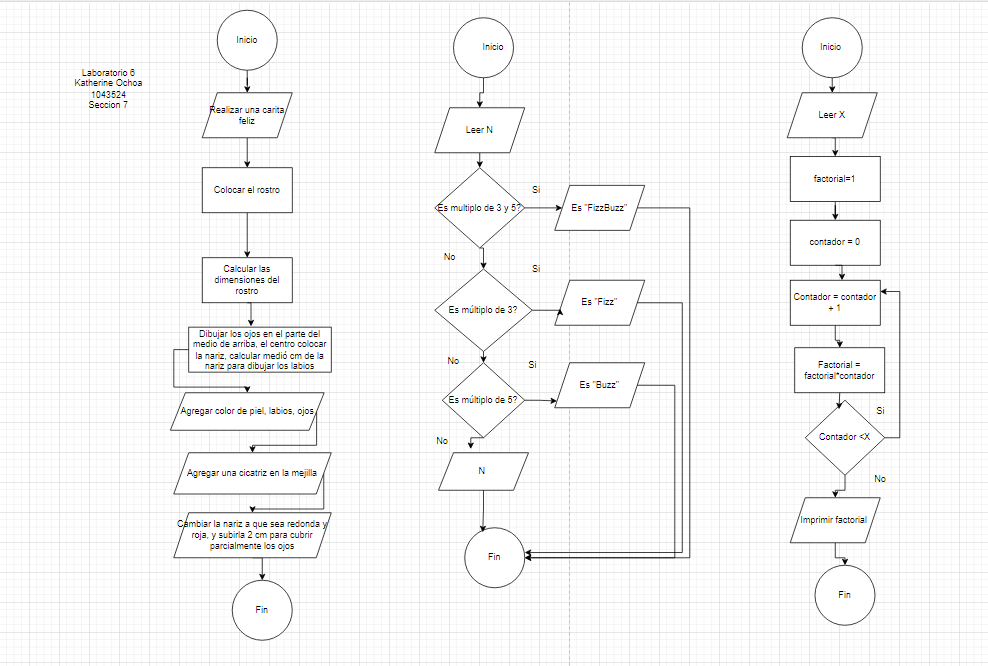 Laboratorio 6
Katherine Ochoa
1043524
Seccion 7
Inicio
Realizar una carita
feliz
Colocar el rostro
Calcular las
dimensiones del
rostro
Dibujar los ojos en el parte del
medio de arriba, el centro colocar
la nariz, calcular medió cm de la
nariz para dibujar los labios
Agregar color de piel, labios, ojos
Agregar una cicatriz en la mejilla
Cambiar la nariz a que sea redonda y
roja, y subirla 2 cm para cubrir
parcialmente los ojos
Fin
Inicio
Leer N
Es multiplo de 3 y 5?
Si
Es "FizzBuzz"
No
Es múltiplo de 3?
Si
Es "Fizz"
No
Es múltiplo de 5?
Si
Es "Buzz"
No
N
Fin
Inicio
Leer X
factorial=1
contador = 0
Contador = contador
+ 1
Factorial =
factorial*contador
Contador <X
Si
No
Imprimir factorial
Fin